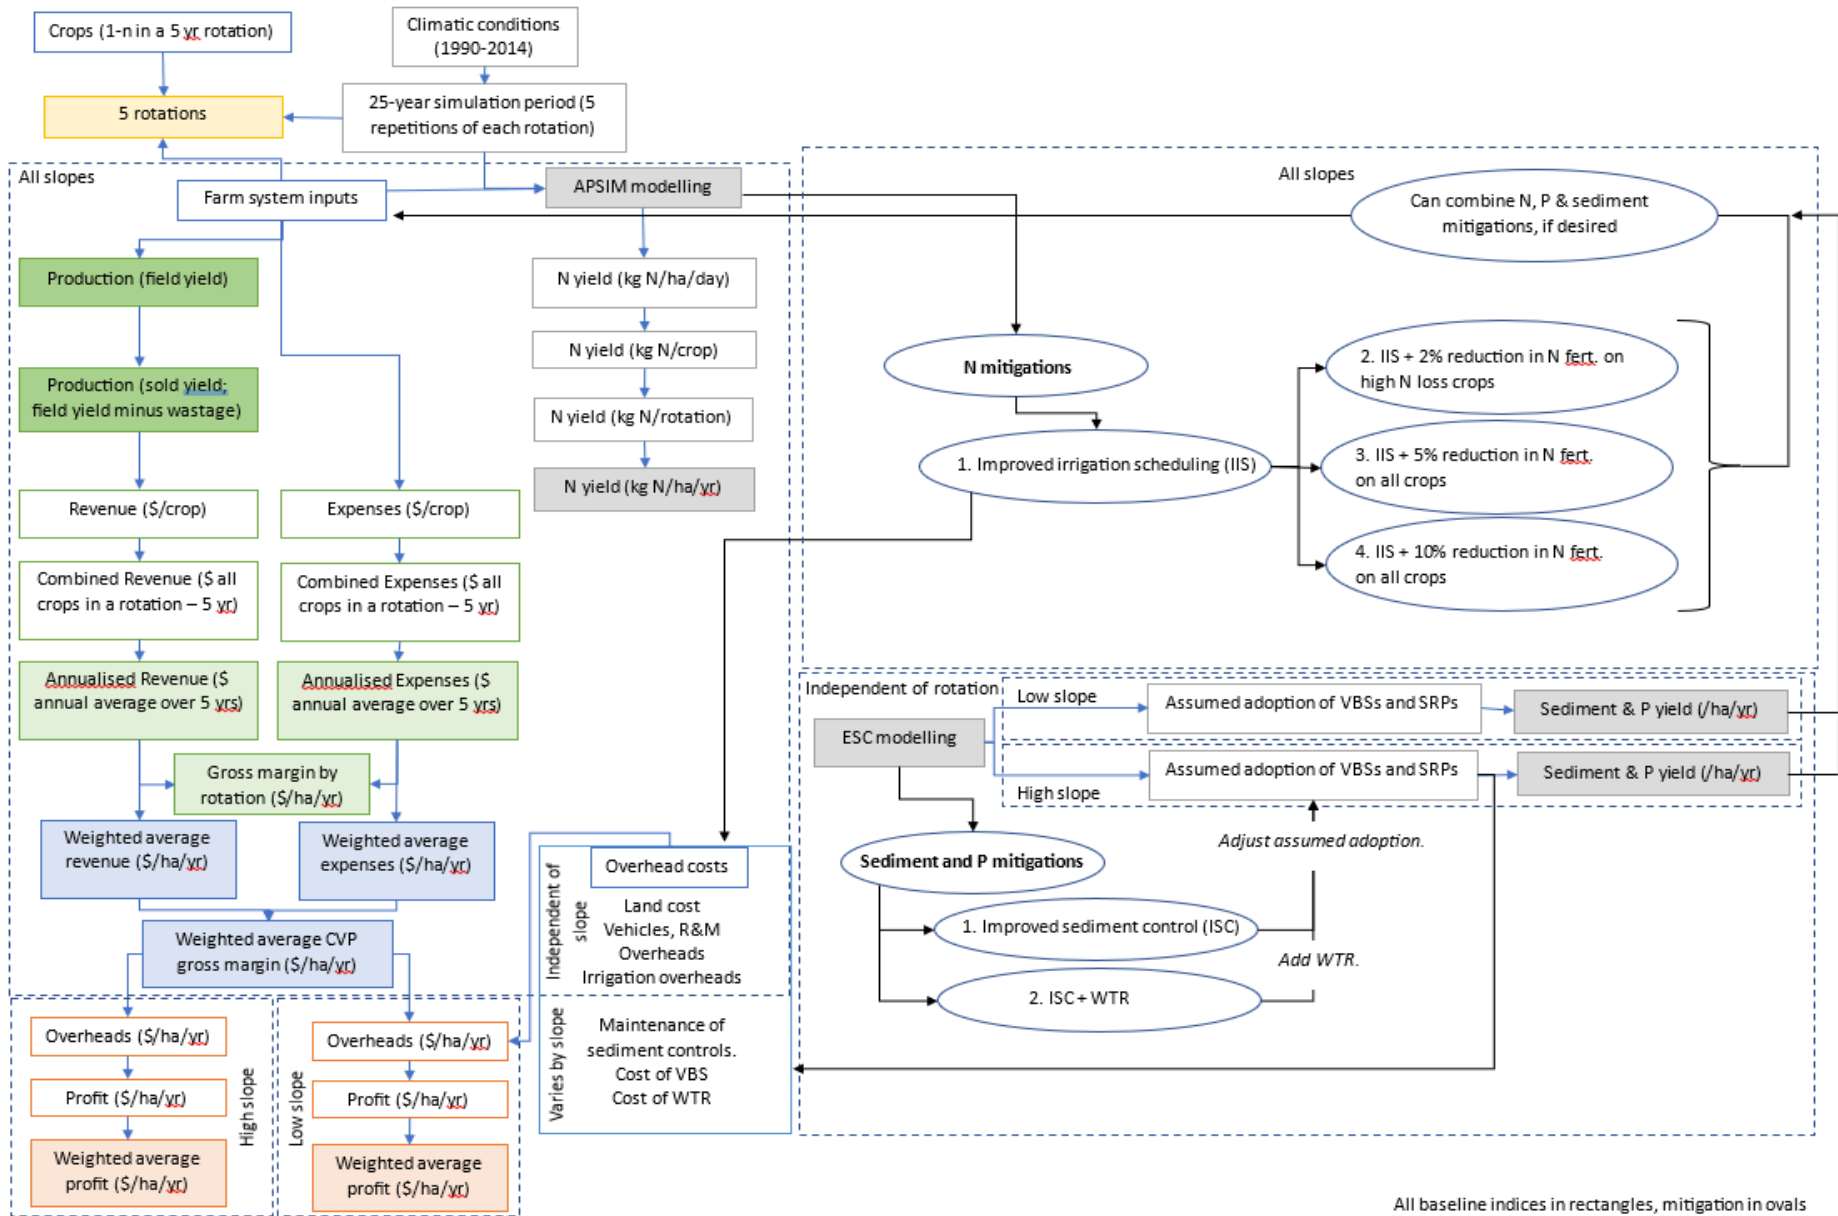 Crops (1-n in a 5 yr rotation)
Climatic conditions
(1990-2014)
5 rotations
25-year simulation period (5
repetitions of each rotation)
All slopes
Farm system inputs
APSIM modelling
Production (field yield)
Production (sold yield;
field yield minus wastage)
Revenue ($/crop)
Expenses ($/crop)
Combined Revenue ($ all
crops in a rotation – 5 yr)
Combined Expenses ($ all
crops in a rotation – 5 yr)
Annualised Revenue ($
annual average over 5 yrs)
Annualised Expenses ($
annual average over 5 yrs)
Gross margin by
rotation ($/ha/yr)
Weighted average
revenue ($/ha/yr)
Weighted average
expenses ($/ha/yr)
Weighted average CVP
gross margin ($/ha/yr)
N yield (kg N/ha/day)
N yield (kg N/crop)
N yield (kg N/rotation)
N yield (kg N/ha/yr)
Overheads ($/ha/yr)
Profit ($/ha/yr)
Weighted average
profit ($/ha/yr)
High slope
Low slope
Overheads ($/ha/yr)
Profit ($/ha/yr)
Weighted average
profit ($/ha/yr)
Overhead costs
Independent of
slope
Land cost
Vehicles, R&M
Overheads
Irrigation overheads
Varies by slope
Maintenance of
sediment controls.
Cost of VBS
Cost of WTR
All slopes
Can combine N, P & sediment
mitigations, if desired
N mitigations
1. Improved irrigation scheduling (IIS)
2. IIS + 2% reduction in N fert. on
high N loss crops
3. IIS + 5% reduction in N fert.
on all crops
4. IIS + 10% reduction in N fert.
on all crops
Independent of rotation
Low slope
Assumed adoption of VBSs and SRPs
Sediment & P yield (/ha/yr)
ESC modelling
Assumed adoption of VBSs and SRPs
Sediment & P yield (/ha/yr)
High slope
Adjust assumed adoption.
Sediment and P mitigations
1. Improved sediment control (ISC)
Add WTR.
2. ISC + WTR
All baseline indices in rectangles, mitigation in ovals